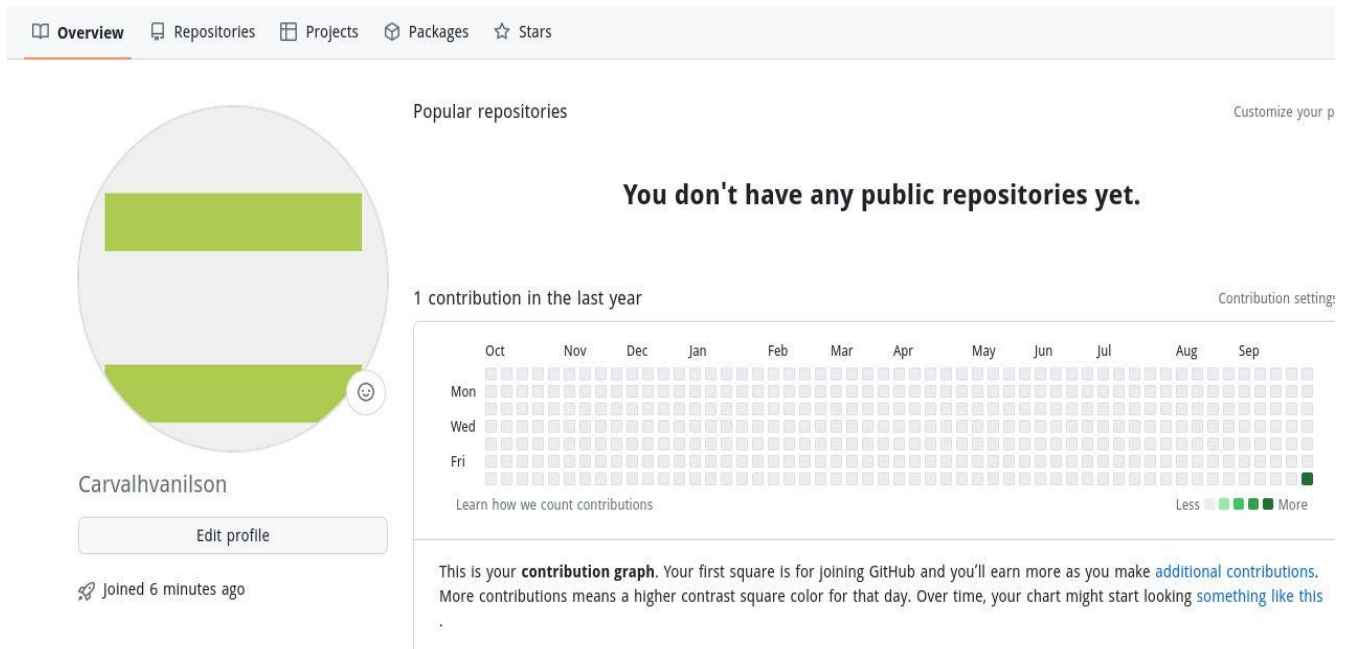 Overview Repositories Projects Packages Stars
Popular repositories
Customize your p
You don't have any public repositories yet.
1 contribution in the last year
Contribution settings
Oct Nov Dec Jan Feb Mar Apr May Jun Jul Aug Sep
Mon
Wed
Fri
Learn how we count contributions
Less More
Carvalhvanilson
Edit profile
Joined 6 minutes ago
This is your contribution graph. Your first square is for joining GitHub and you'll earn more as you make additional contributions.
More contributions means a higher contrast square color for that day. Over time, your chart might start looking something like this
.